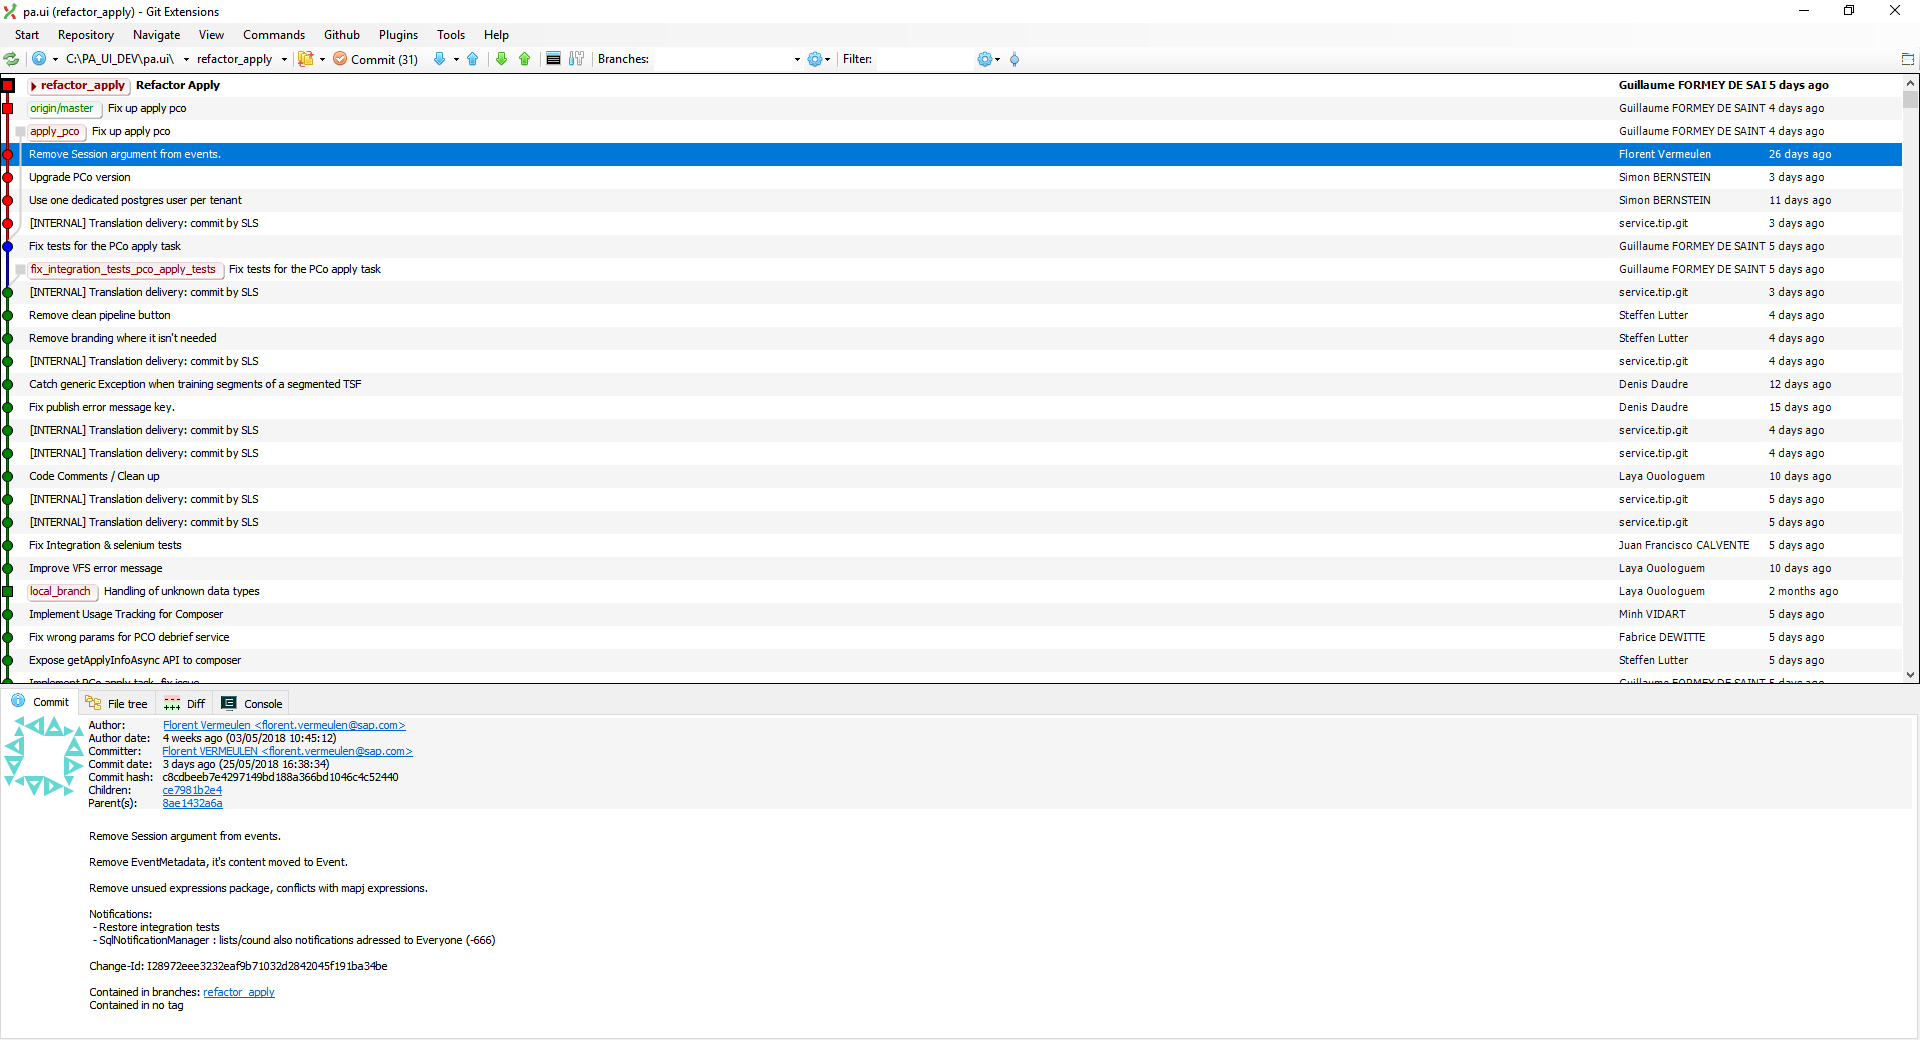 pa.ui (refactor_apply) - Git Extensions
Start Repository Navigate View Commands Github Plugins Tools Help
C:\PA_UI_DEV\pa.ui\ refactor_apply Commit (31) Branches: Filter:
refactor_apply Refactor Apply Guillaume FORMEY DE SAI 5 days ago
origin/master Fix up apply pco Guillaume FORMEY DE SAINT 4 days ago
apply_pco Fix up apply pco Guillaume FORMEY DE SAINT 4 days ago
Remove Session argument from events. Florent Vermeulen 26 days ago
Upgrade PCo version Simon BERNSTEIN 3 days ago
Use one dedicated postgres user per tenant Simon BERNSTEIN 11 days ago
[INTERNAL] Translation delivery: commit by SLS service.tip.git 3 days ago
Fix tests for the PCo apply task Guillaume FORMEY DE SAINT 5 days ago
fix_integration_tests_pco_apply_tests Fix tests for the PCo apply task Guillaume FORMEY DE SAINT 5 days ago
[INTERNAL] Translation delivery: commit by SLS service.tip.git 3 days ago
Remove clean pipeline button Steffen Lutter 4 days ago
Remove branding where it isn't needed Steffen Lutter 4 days ago
[INTERNAL] Translation delivery: commit by SLS service.tip.git 4 days ago
Catch generic Exception when training segments of a segmented TSF Denis Daudre 12 days ago
Fix publish error message key. Denis Daudre 15 days ago
[INTERNAL] Translation delivery: commit by SLS service.tip.git 4 days ago
[INTERNAL] Translation delivery: commit by SLS service.tip.git 4 days ago
Code Comments / Clean up Laya Ouologuem 10 days ago
[INTERNAL] Translation delivery: commit by SLS service.tip.git 5 days ago
[INTERNAL] Translation delivery: commit by SLS service.tip.git 5 days ago
Fix Integration & selenium tests Juan Francisco CALVENTE 5 days ago
Improve VFS error message Laya Ouologuem 10 days ago
local_branch Handling of unknown data types Laya Ouologuem 2 months ago
Implement Usage Tracking for Composer Minh VIDART 5 days ago
Fix wrong params for PCO debrief service Fabrice DEWITTE 5 days ago
Expose getApplyInfoAsync API to composer Steffen Lutter 5 days ago
Implement PCo apply task, fix issue Guillaume FORMEY DE SAINT 5 days ago
Commit File tree Diff Console
Author: Florent Vermeulen <florent.vermeulen@sap.com>
Author date: 4 weeks ago (03/05/2018 10:45:12)
Committer: Florent VERMEULEN <florent.vermeulen@sap.com>
Commit date: 3 days ago (25/05/2018 16:38:34)
Commit hash: c8cdbeeb7e4297149bd188a366bd1046c4c52440
Children: ce7981b2e4
Parent(s): 8ae1432a6a
Remove Session argument from events.
Remove EventMetadata, it's content moved to Event.
Remove unsued expressions package, conflicts with mapj expressions.
Notifications:
- Restore integration tests
- SqlNotificationManager : lists/cound also notifications adressed to Everyone (-666)
Change-Id: I28972eee3232eaf9b71032d2842045f191ba34be
Contained in branches: refactor_apply
Contained in no tag